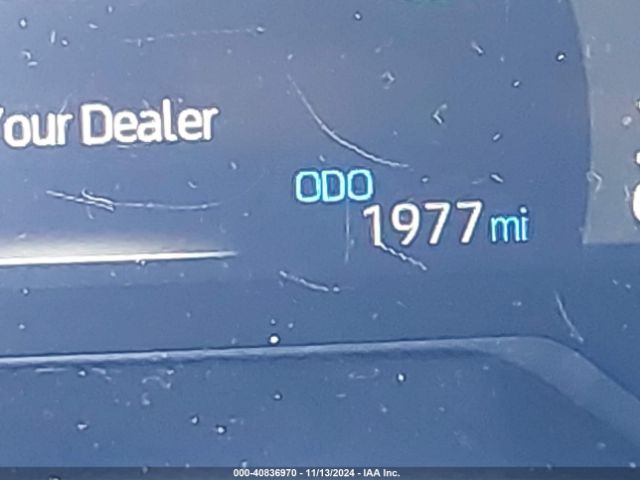 Your Dealer
ODO
1977 mi
000-40836970 - 11/13/2024 - IAA Inc.